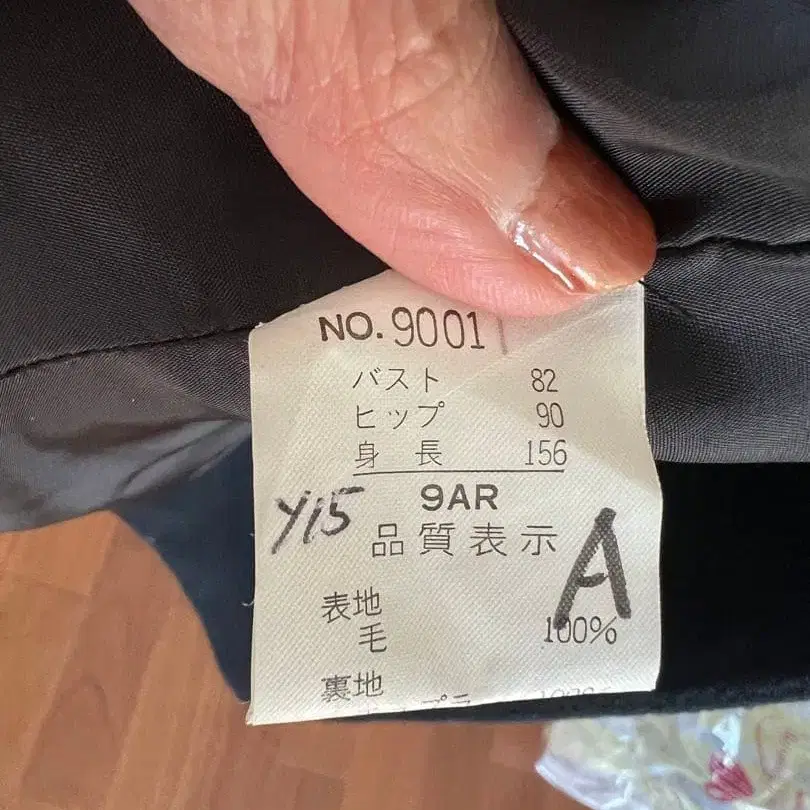 NO. 9001
バスト 82
ヒップ 90
身長 156
9AR
Y15
品質表示
A
表地
毛 100%
裏地